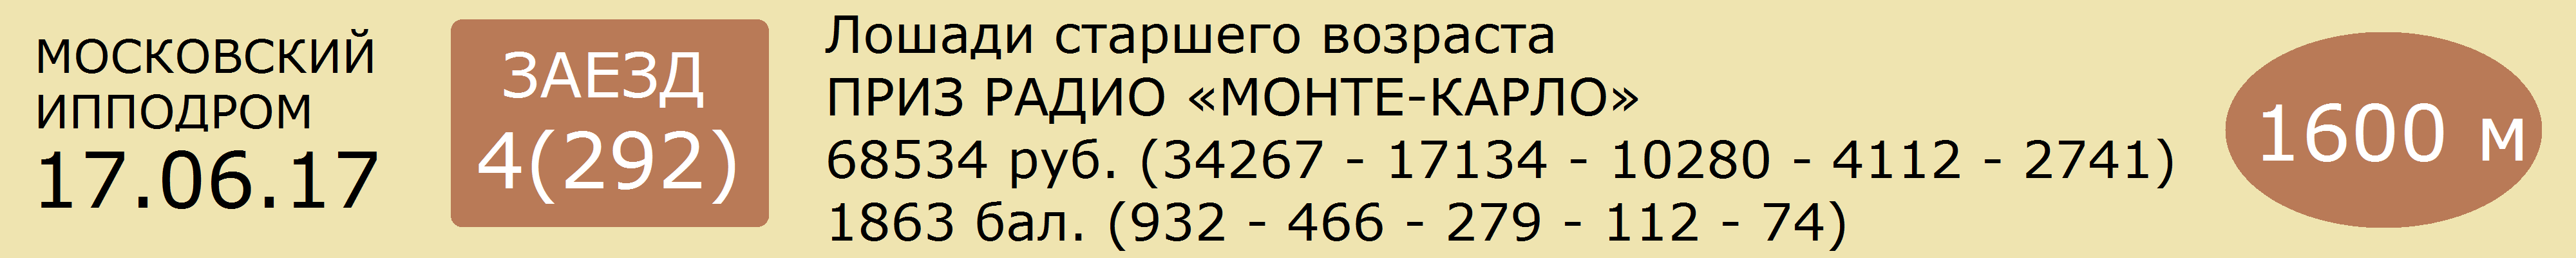 МОСКОВСКИЙ
ИППОДРОМ
17.06.17
ЗАЕЗД
4(292)
Лошади старшего возраста
ПРИЗ РАДИО «МОНТЕ-КАРЛО»
68534 руб. (34267 - 17134 - 10280 - 4112 - 2741)
1863 бал. (932 - 466 - 279 - 112 - 74)
1600 м